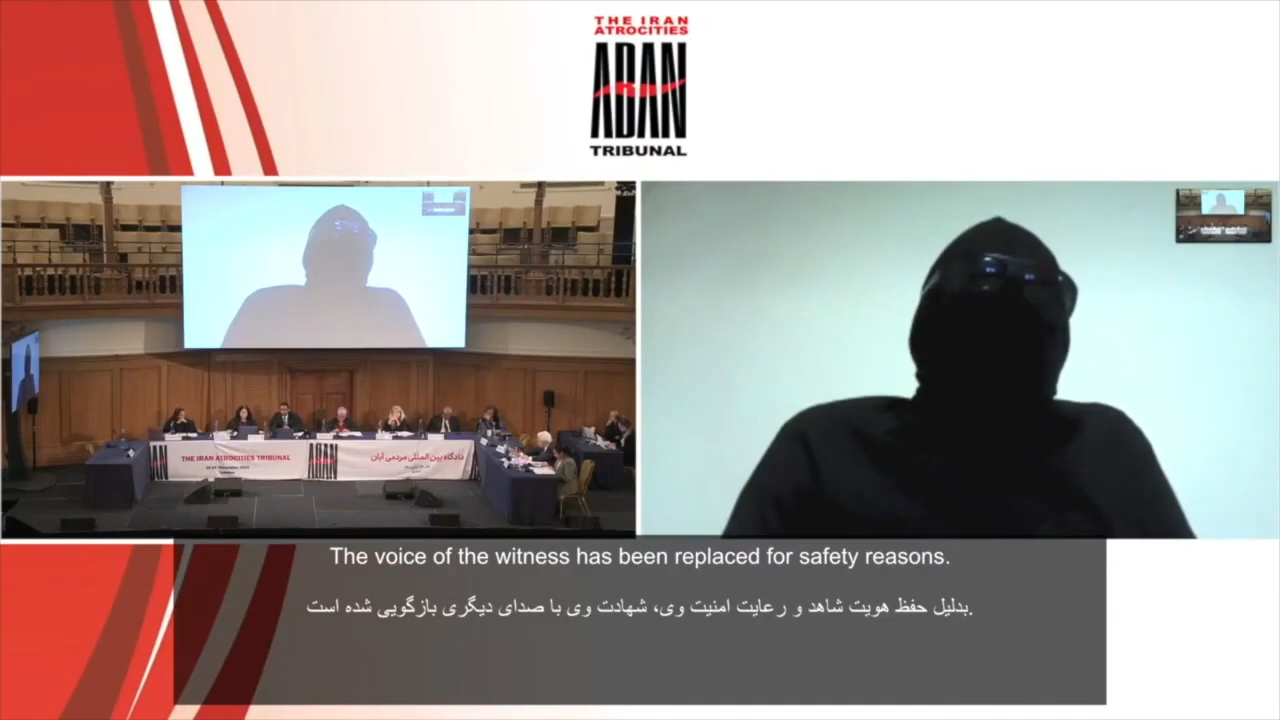 THE IRAN
ATROCITIES
ABAN
TRIBUNAL
THE IRAN ATROCITIES TRIBUNAL
ABAN
دادگاه بین‌المللی مردمی آبان
The voice of the witness has been replaced for safety reasons.
بدلیل حفظ هویت شاهد و رعایت امنیت وی، شهادت وی با صدای دیگری بازگویی شده است.